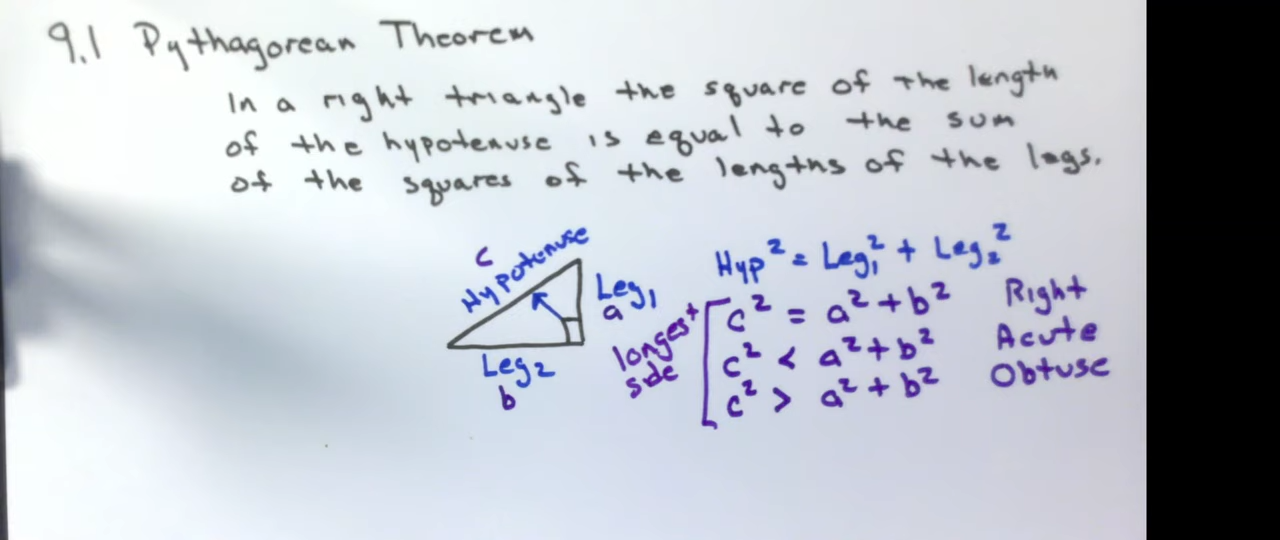 9.1 Pythagorean Theorem
In a right triangle the square of the length
of the hypotenuse is equal to the sum
of the squares of the lengths of the legs.
c
Hypotenuse
Leg₁
a
Leg₂
b
Hyp² = Leg₁² + Leg₂²
longest
side
c² = a² + b² Right
c² < a² + b² Acute
c² > a² + b² Obtuse